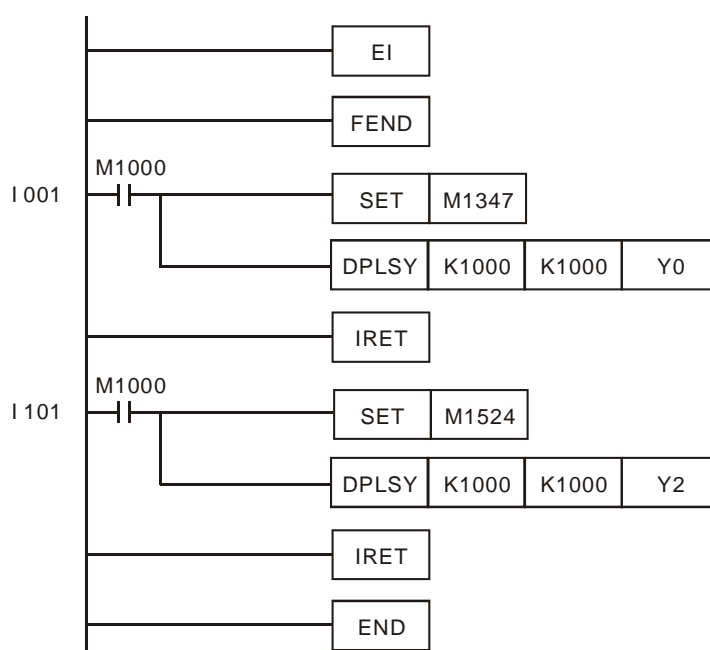 EI
FEND
M1000
I 001
SET M1347
DPLSY K1000 K1000 Y0
IRET
M1000
I 101
SET M1524
DPLSY K1000 K1000 Y2
IRET
END